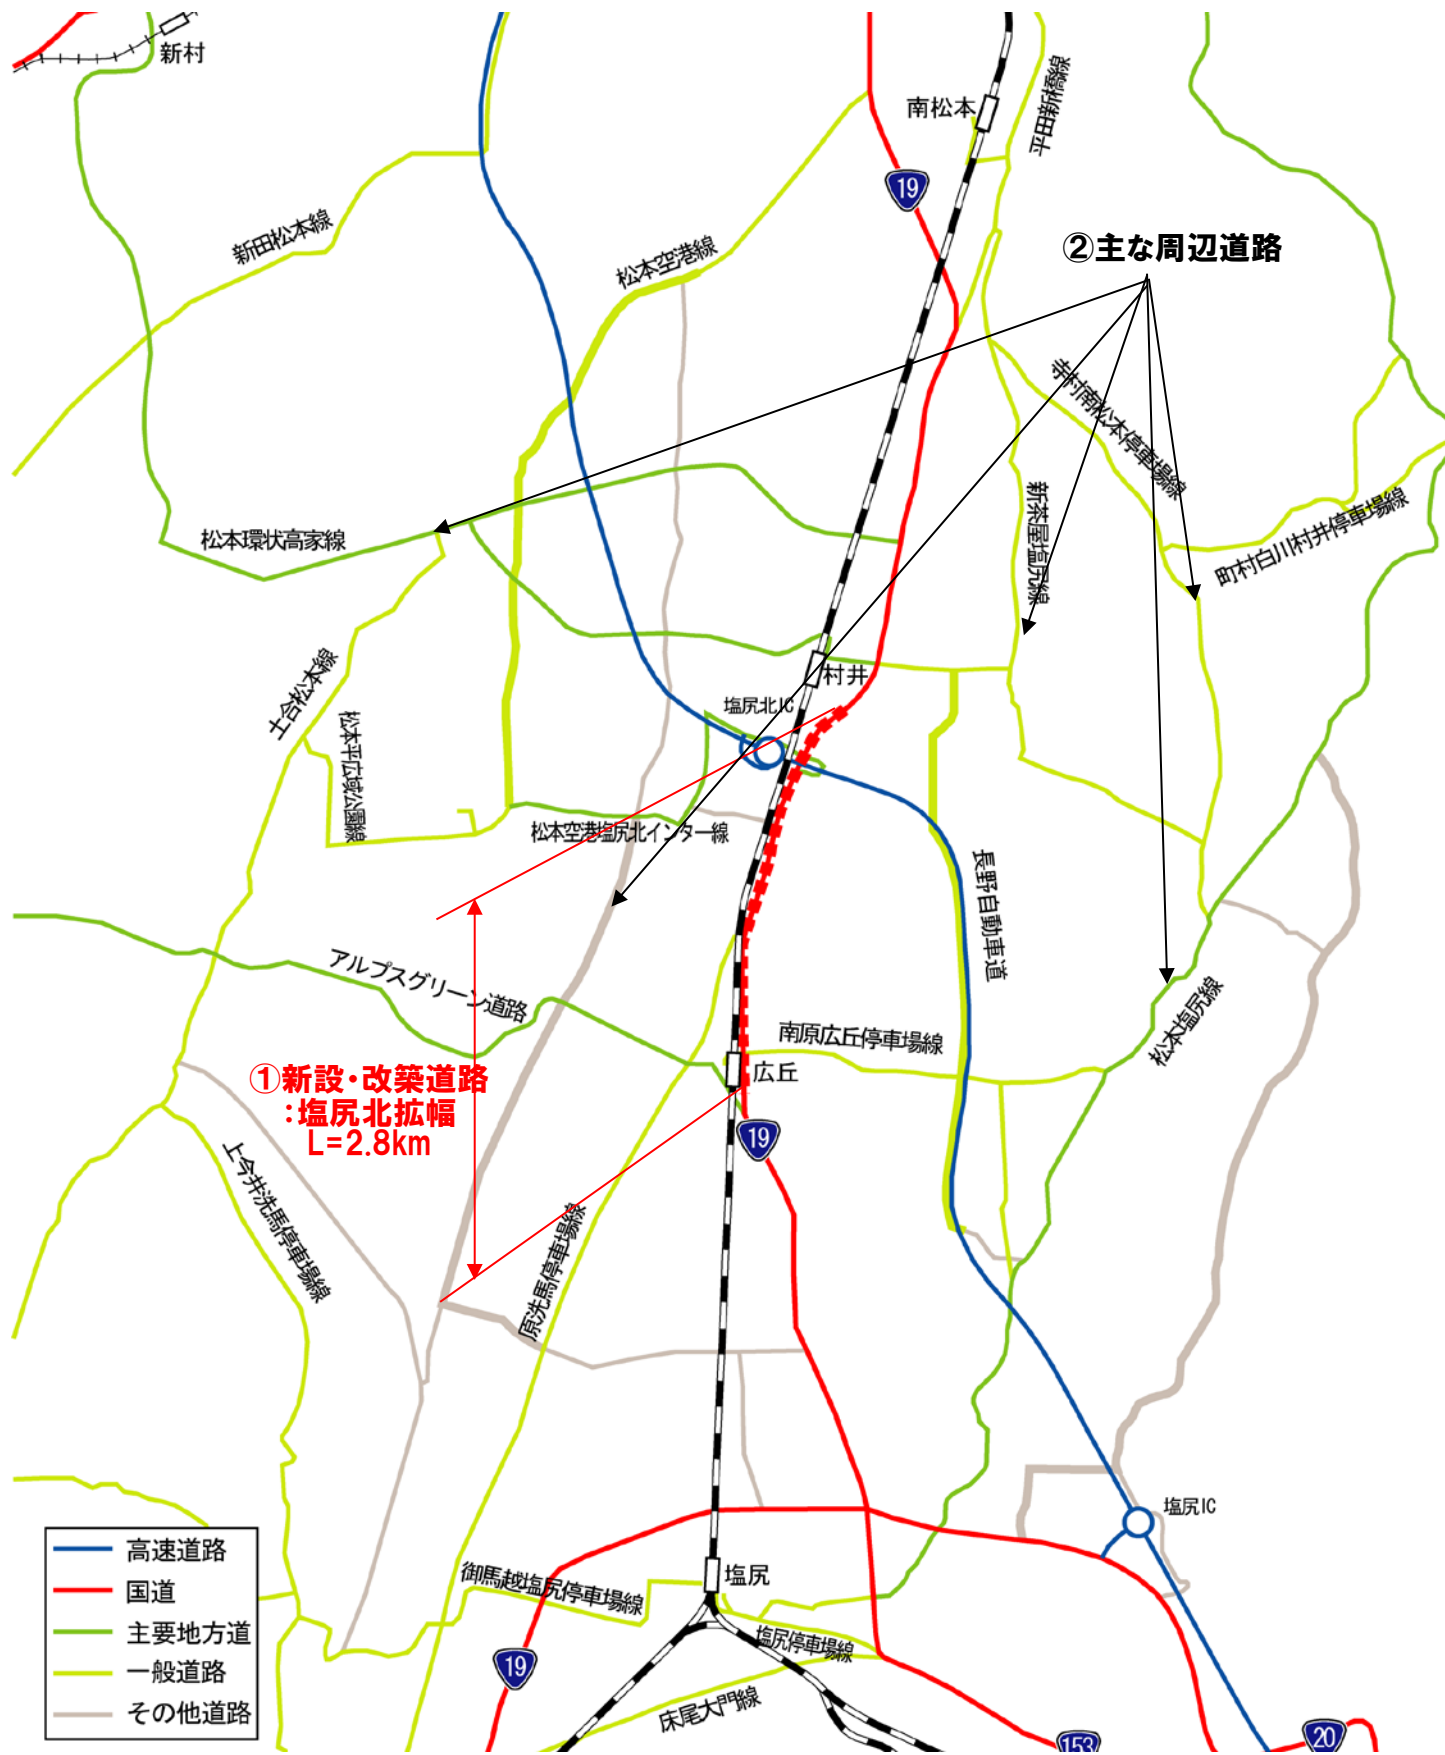 新村
南松本
平田新橋線
19
②主な周辺道路
新田松本線
松本空港線
寺村南松本停車場線
新茶屋塩尻線
町村白川村井停車場線
松本環状高家線
村井
塩尻北IC
土合松本線
松本平広域公園線
松本空港塩尻北インター線
長野自動車道
アルプスグリーン道路
松本塩尻線
南原広丘停車場線
広丘
①新設・改築道路
:塩尻北拡幅
L=2.8km
19
上今井洗馬停車場線
原洗馬停車場線
塩尻IC
高速道路
国道
主要地方道
一般道路
その他道路
塩尻
御馬越塩尻停車場線
塩尻停車場線
19
床尾大門線
153
20